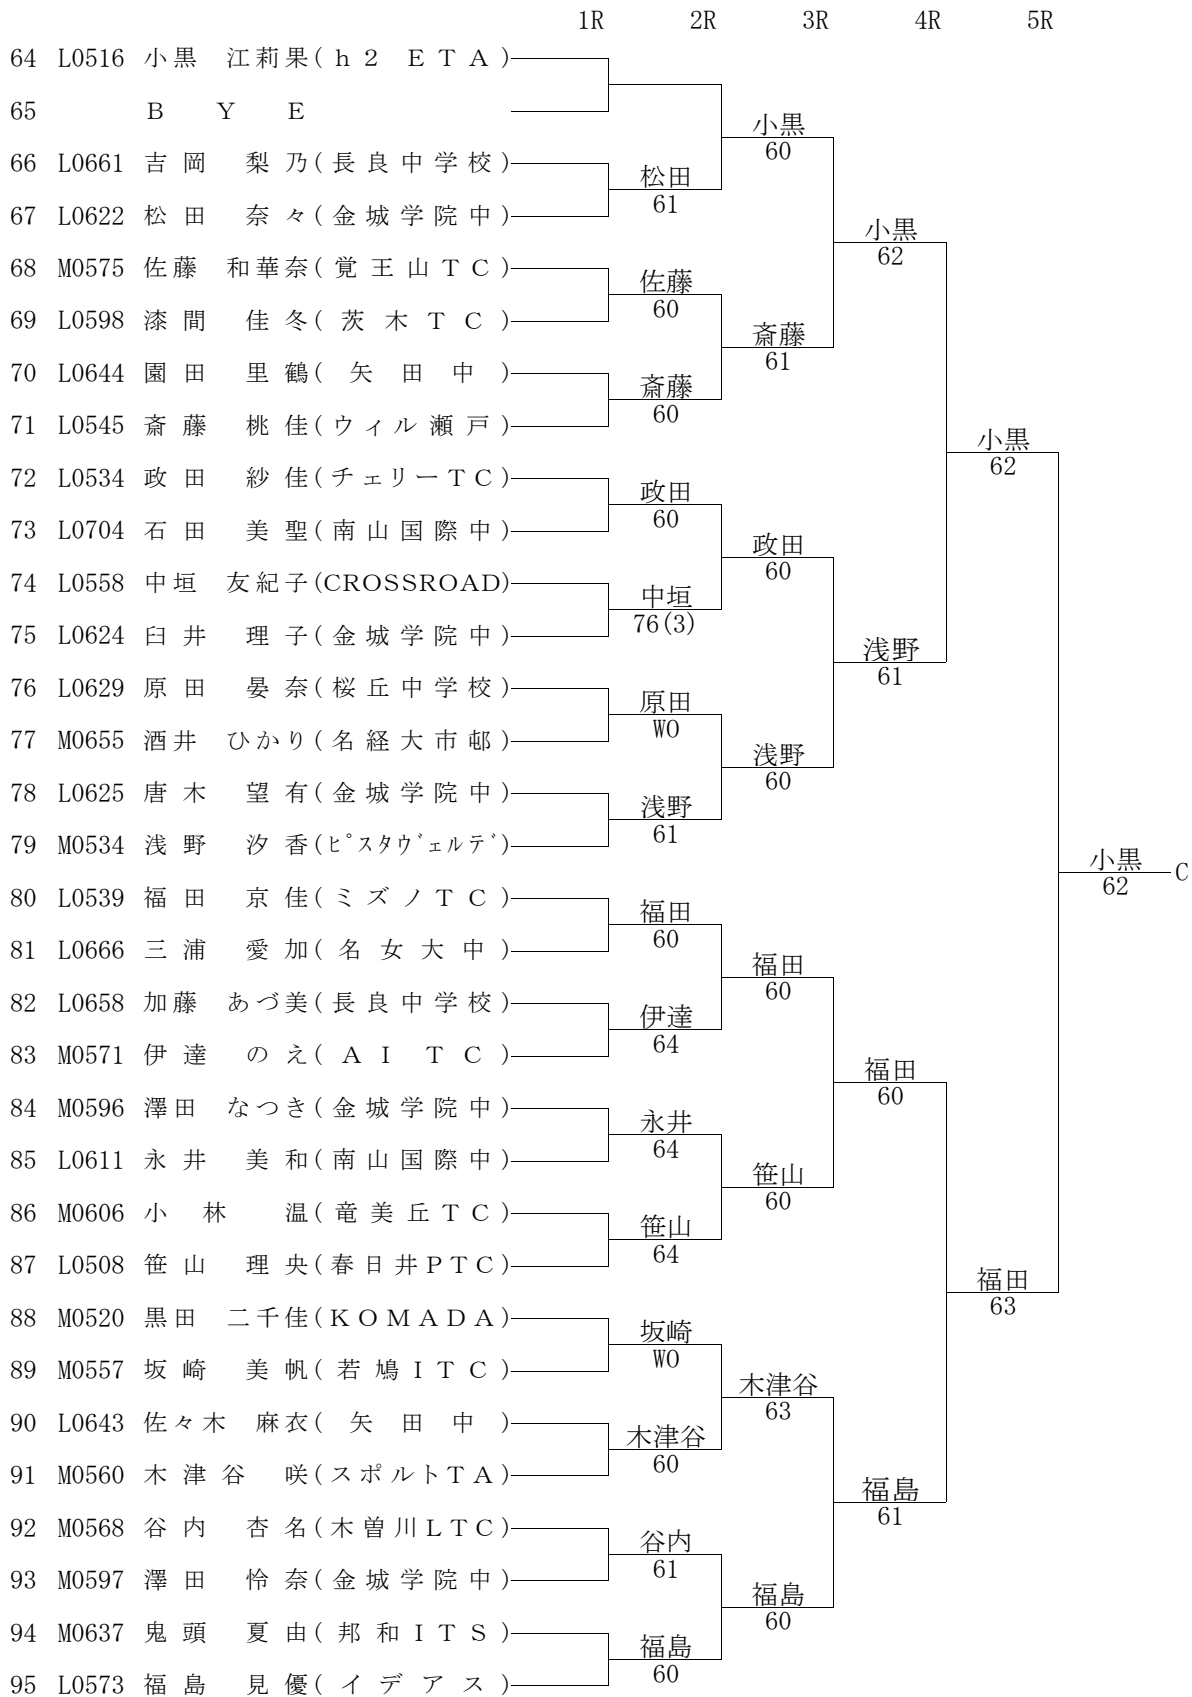 1R 2R 3R 4R 5R
64 L0516 小黒 江莉果(h2 ETA)
65 BYE
小黒
60
66 L0661 吉岡 梨乃(長良中学校)
松田
61
67 L0622 松田 奈々(金城学院中)
小黒
62
68 M0575 佐藤 和華奈(覚王山TC)
佐藤
60
69 L0598 漆間 佳冬(茨木TC)
斎藤
61
70 L0644 園田 里鶴(矢田中)
斎藤
60
71 L0545 斎藤 桃佳(ウィル瀬戸)
小黒
62
72 L0534 政田 紗佳(チェリーTC)
政田
60
73 L0704 石田 美聖(南山国際中)
政田
60
74 L0558 中垣 友紀子(CROSSROAD)
中垣
76(3)
75 L0624 臼井 理子(金城学院中)
浅野
61
76 L0629 原田 晏奈(桜丘中学校)
原田
WO
77 M0655 酒井 ひかり(名経大市邨)
浅野
60
78 L0625 唐木 望有(金城学院中)
浅野
61
79 M0534 浅野 汐香(ﾋﾟｽﾀｳﾞｪﾙﾃﾞ)
小黒
62
C
80 L0539 福田 京佳(ミズノTC)
福田
60
81 L0666 三浦 愛加(名女大中)
福田
60
82 L0658 加藤 あづ美(長良中学校)
伊達
64
83 M0571 伊達 のえ(AI TC)
福田
60
84 M0596 澤田 なつき(金城学院中)
永井
64
85 L0611 永井 美和(南山国際中)
笹山
60
86 M0606 小林 温(竜美丘TC)
笹山
64
87 L0508 笹山 理央(春日井PTC)
福田
63
88 M0520 黒田 二千佳(KOMADA)
坂崎
WO
89 M0557 坂崎 美帆(若鳩ITC)
木津谷
63
90 L0643 佐々木 麻衣(矢田中)
木津谷
60
91 M0560 木津谷 咲(スポルトTA)
福島
61
92 M0568 谷内 杏名(木曽川LTC)
谷内
61
93 M0597 澤田 怜奈(金城学院中)
福島
60
94 M0637 鬼頭 夏由(邦和ITS)
福島
60
95 L0573 福島 見優(イデアス)